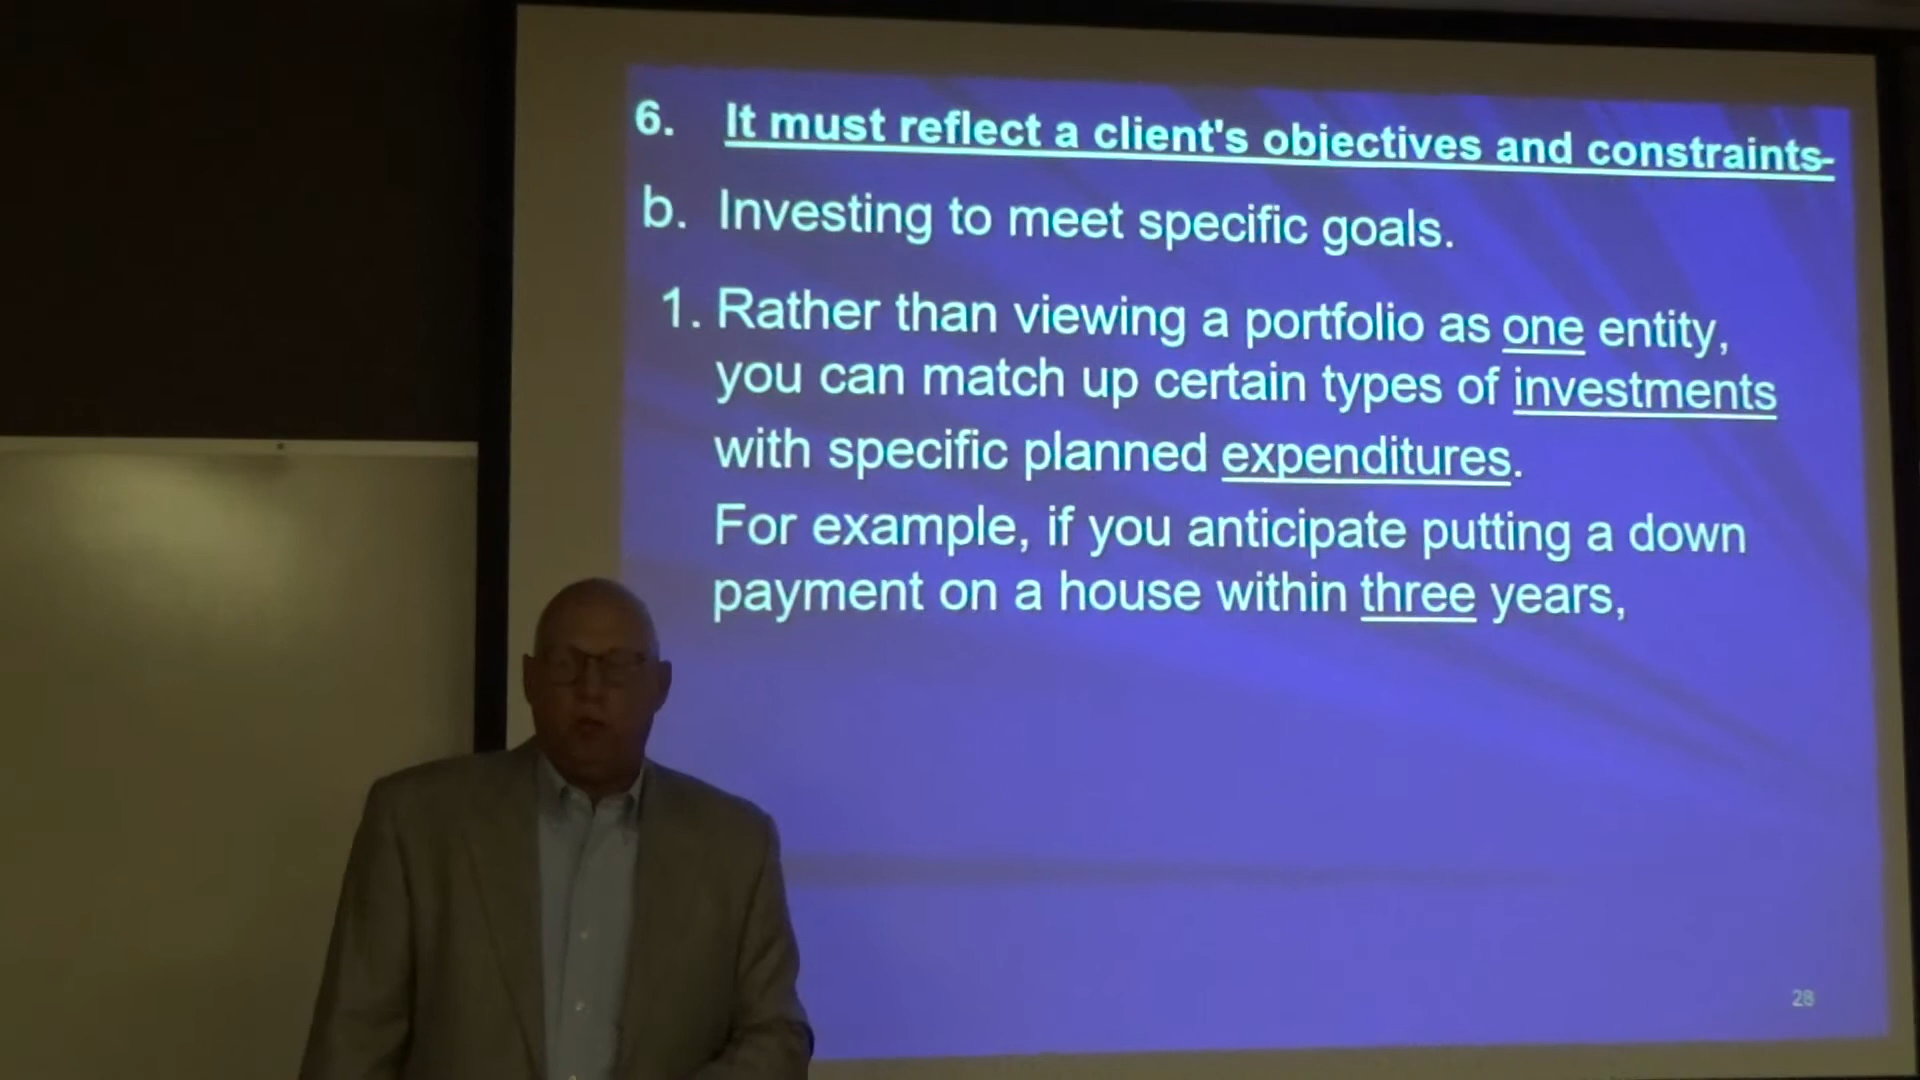 6. It must reflect a client's objectives and constraints-
b. Investing to meet specific goals.
1. Rather than viewing a portfolio as one entity,
you can match up certain types of investments
with specific planned expenditures.
For example, if you anticipate putting a down
payment on a house within three years,
28